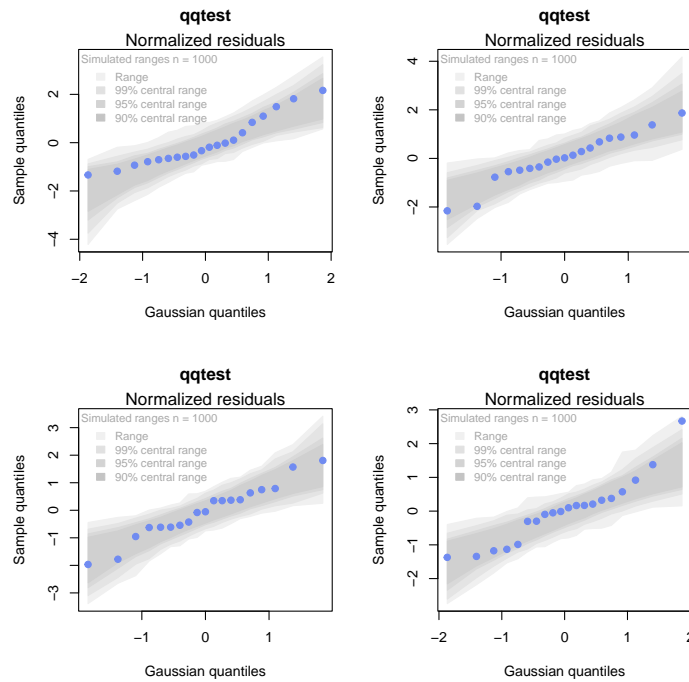 qqtest
Normalized residuals
Simulated ranges n = 1000
Range
99% central range
95% central range
90% central range
2
0
−2
−4
Sample quantiles
−2
−1
0
1
2
Gaussian quantiles
qqtest
Normalized residuals
Simulated ranges n = 1000
Range
99% central range
95% central range
90% central range
4
2
0
−2
Sample quantiles
−1
0
1
Gaussian quantiles
qqtest
Normalized residuals
Simulated ranges n = 1000
Range
99% central range
95% central range
90% central range
3
2
1
0
−1
−3
Sample quantiles
−1
0
1
Gaussian quantiles
qqtest
Normalized residuals
Simulated ranges n = 1000
Range
99% central range
95% central range
90% central range
3
2
1
0
−1
−2
Sample quantiles
−2
−1
0
1
2
Gaussian quantiles